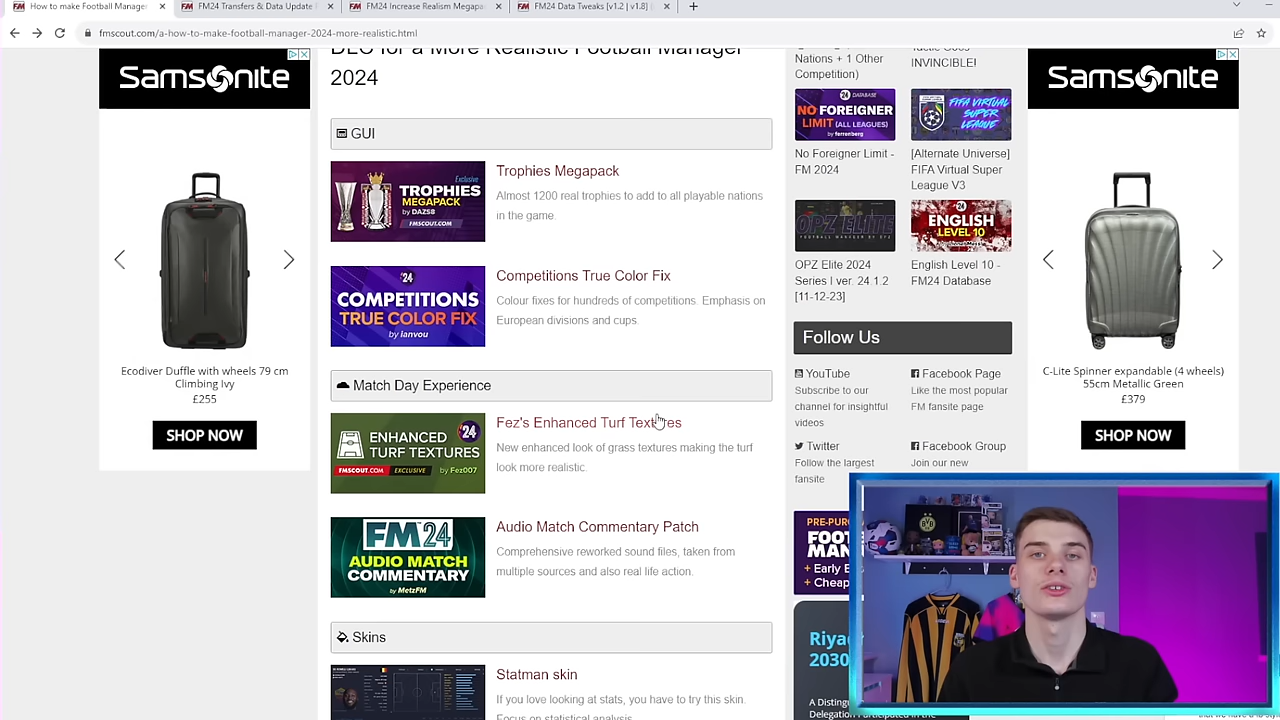 How to make Football Manager
FM24 Transfers & Data Update
FM24 Increase Realism Megapa
FM24 Data Tweaks [v1.2 | v1.8]
fmscout.com/a-how-to-make-football-manager-2024-more-realistic.html
Samsonite
Ecodiver Duffle with wheels 79 cm
Climbing Ivy
£255
SHOP NOW
DLC for a More Realistic Football Manager
2024
GUI
TROPHIES
MEGAPACK
by DAZS8
Exclusive
FMSCOUT.COM
Trophies Megapack
Almost 1200 real trophies to add to all playable nations
in the game.
'24
COMPETITIONS
TRUE COLOR FIX
by lanvou
Competitions True Color Fix
Colour fixes for hundreds of competitions. Emphasis on
European divisions and cups.
Match Day Experience
'24
ENHANCED
TURF TEXTURES
FMSCOUT.COM EXCLUSIVE by Fez007
Fez's Enhanced Turf Textures
New enhanced look of grass textures making the turf
look more realistic.
FM24
AUDIO MATCH
COMMENTARY
by MetzFM
Audio Match Commentary Patch
Comprehensive reworked sound files, taken from
multiple sources and also real life action.
Skins
Statman skin
If you love looking at stats, you have to try this skin.
Focus on statistical analysis.
Nations + 1 Other
Competition)
INVINCIBLE!
24 DATABASE
NO FOREIGNER
LIMIT (ALL LEAGUES)
by ferrenberg
No Foreigner Limit -
FM 2024
FIFA VIRTUAL
SUPER
LEAGUE
[Alternate Universe]
FIFA Virtual Super
League V3
OPZ ELITE
OPZ Elite 2024
Series I ver. 24.1.2
[11-12-23]
24
ENGLISH
LEVEL 10
English Level 10 -
FM24 Database
Follow Us
YouTube
Subscribe to our
channel for insightful
videos
Facebook Page
Like the most popular
FM fansite page
Twitter
Follow the largest
fansite
Facebook Group
Join our new
PRE-PURC
FOOT
MAN
+ Early
+ Cheap
Riya
2030
A Distingu
Delegation Participated in the
Samsonite
C-Lite Spinner expandable (4 wheels)
55cm Metallic Green
£379
SHOP NOW
BVB
09